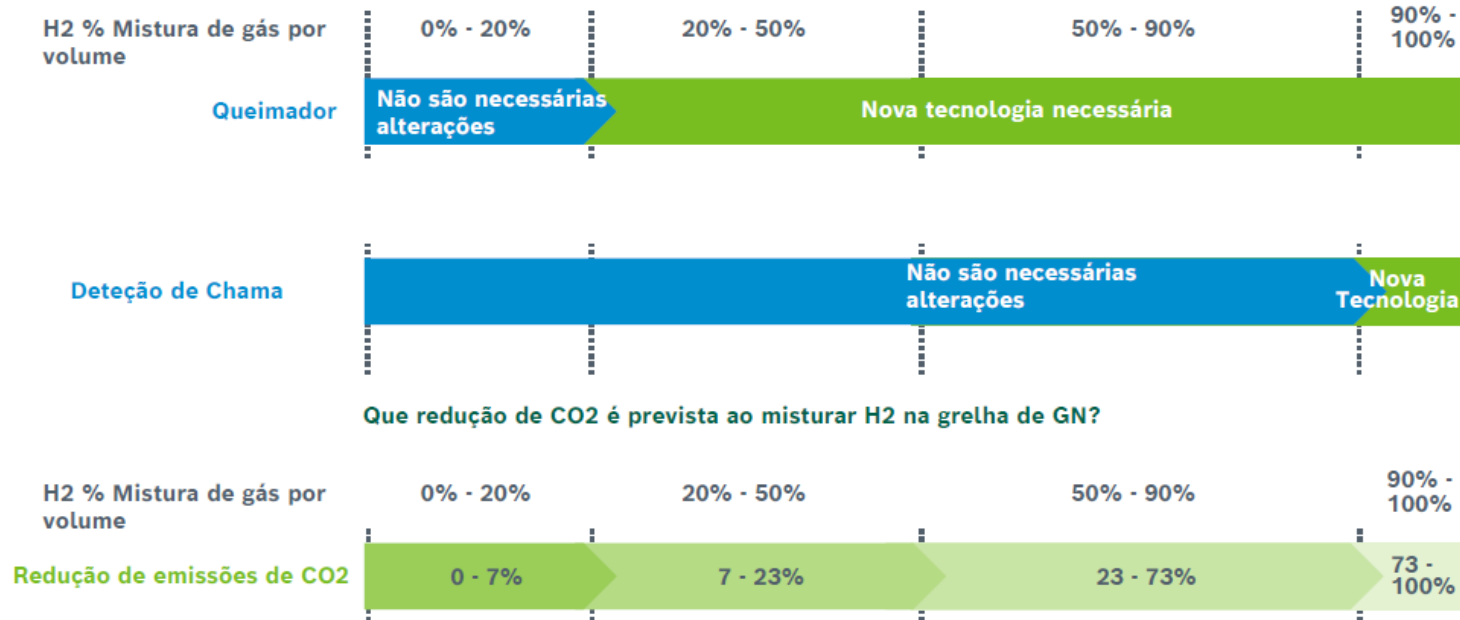 H2 % Mistura de gás por
volume
0% - 20%
20% - 50%
50% - 90%
90% -
100%
Queimador
Não são necessárias
alterações
Nova tecnologia necessária
Deteção de Chama
Não são necessárias
alterações
Nova
Tecnologia
Que redução de CO2 é prevista ao misturar H2 na grelha de GN?
H2 % Mistura de gás por
volume
0% - 20%
20% - 50%
50% - 90%
90% -
100%
Redução de emissões de CO2
0 - 7%
7 - 23%
23 - 73%
73 -
100%